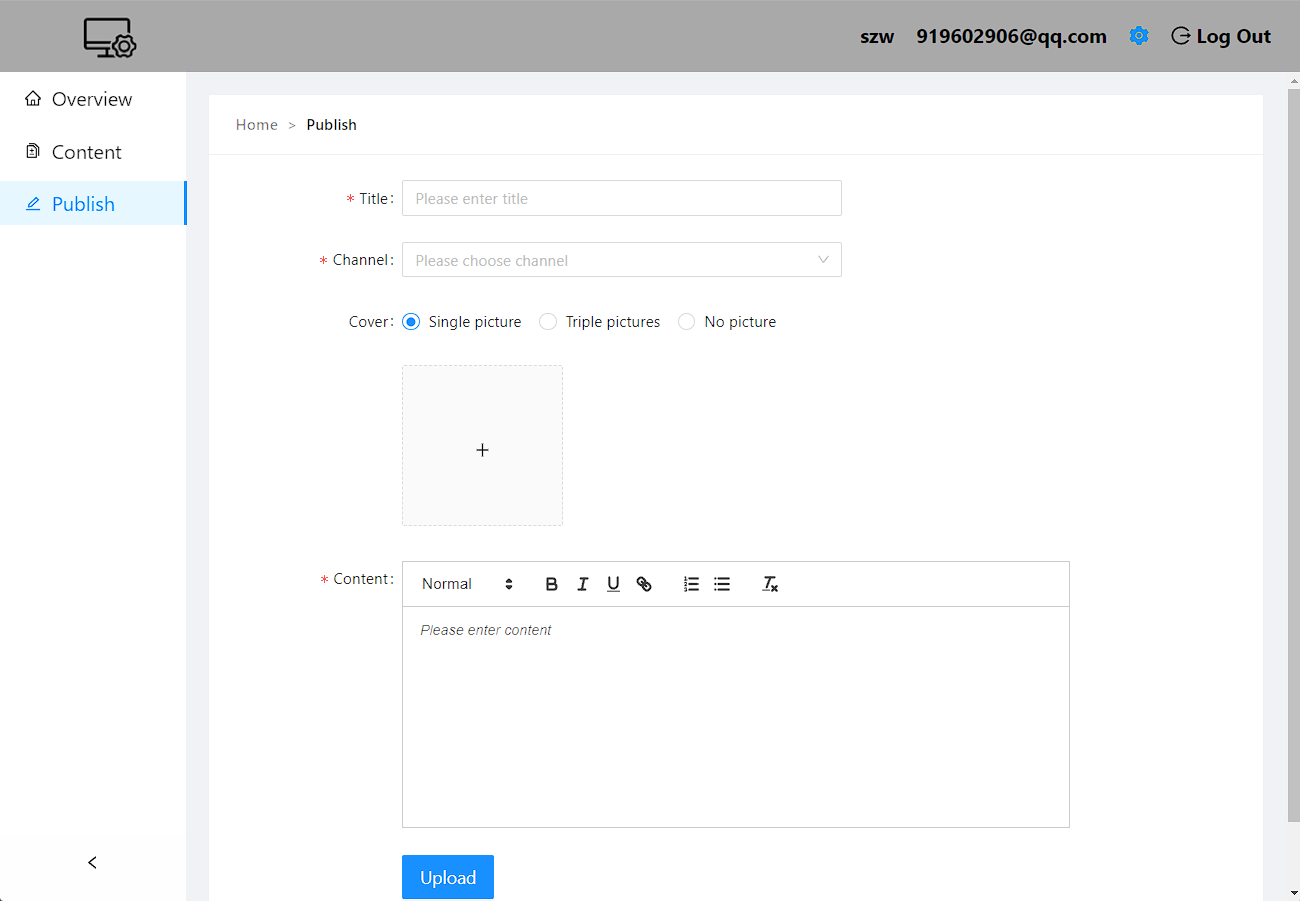 szw 919602906@qq.com Log Out
Overview
Content
Publish
Home > Publish
* Title:
Please enter title
* Channel:
Please choose channel
Cover: Single picture Triple pictures No picture
+
* Content:
Normal B I U
Please enter content
Upload